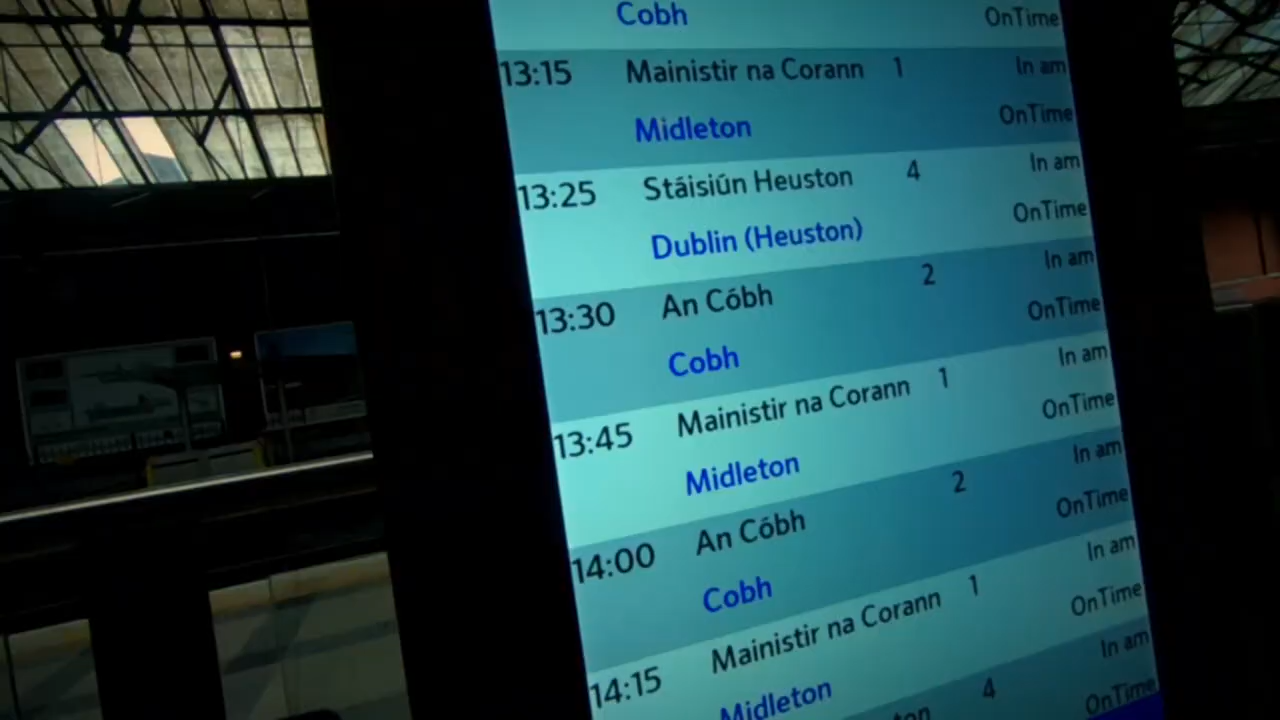 Cobh OnTime
13:15 Mainistir na Corann 1 In am
Midleton OnTime
13:25 Stáisiún Heuston 4 In am
Dublin (Heuston) OnTime
13:30 An Cóbh 2 In am
Cobh OnTime
13:45 Mainistir na Corann 1 In am
Midleton OnTime
14:00 An Cóbh 2 In am
Cobh OnTime
14:15 Mainistir na Corann 1 In am
Midleton OnTime
4 In am
OnTime